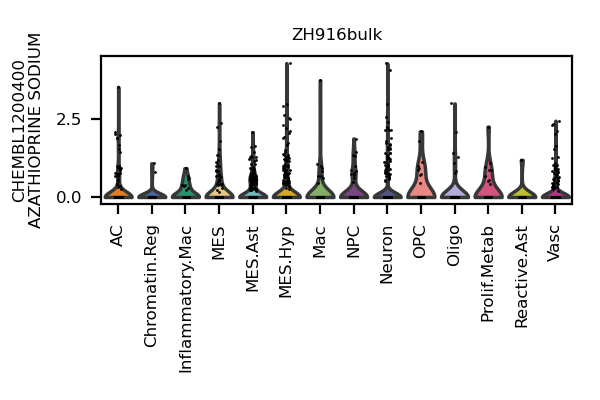 ZH916bulk
CHEMBL1200400
AZATHIOPRINE SODIUM
2.5
0.0
AC
Chromatin.Reg
Inflammatory.Mac
MES
MES.Ast
MES.Hyp
Mac
NPC
Neuron
OPC
Oligo
Prolif.Metab
Reactive.Ast
Vasc